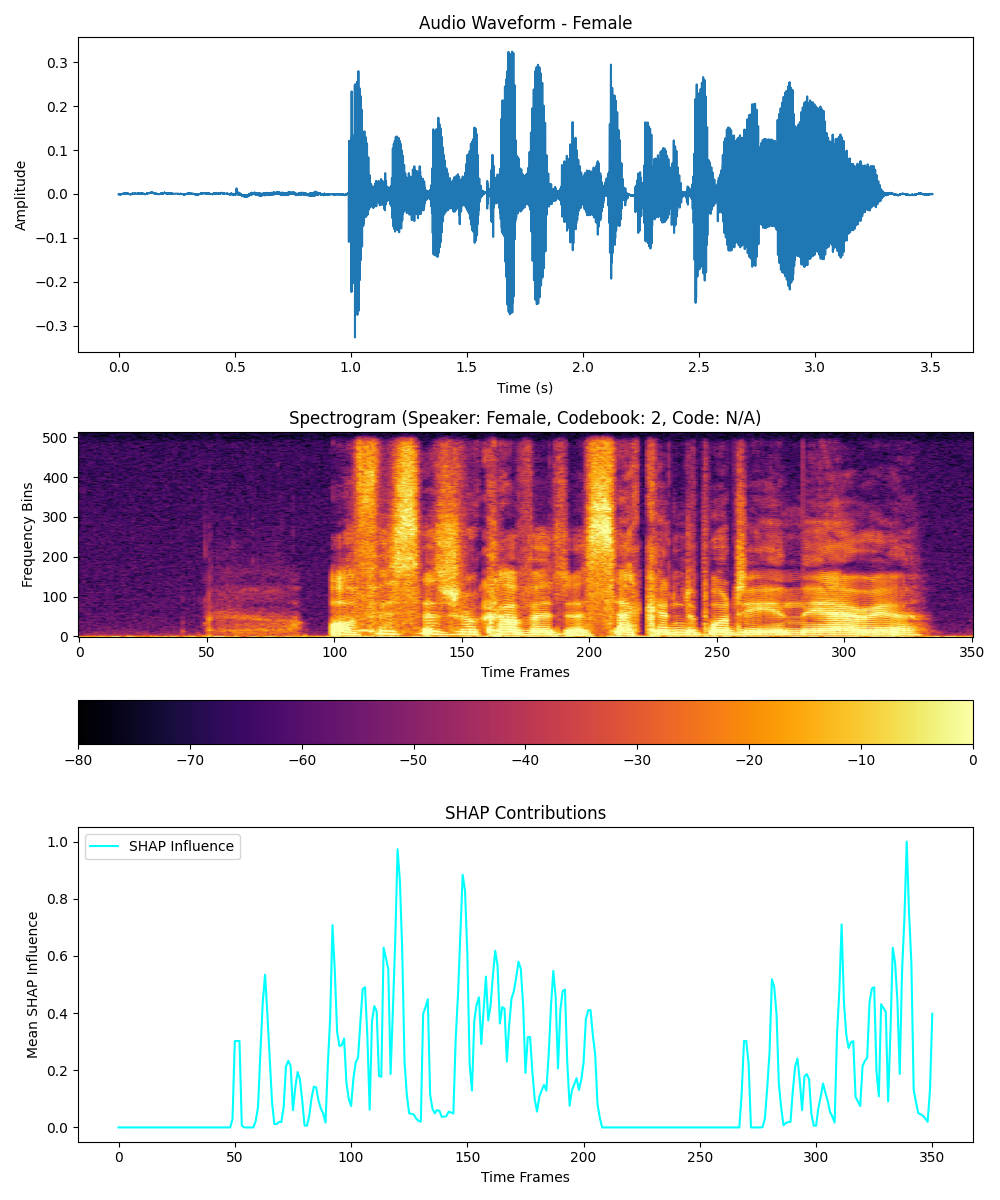 Audio Waveform - Female
0.3
0.2
0.1
0.0
−0.1
−0.2
−0.3
Amplitude
0.0 0.5 1.0 1.5 2.0 2.5 3.0 3.5
Time (s)
Spectrogram (Speaker: Female, Codebook: 2, Code: N/A)
500
400
300
200
100
0
Frequency Bins
0 50 100 150 200 250 300 350
Time Frames
−80 −70 −60 −50 −40 −30 −20 −10 0
SHAP Contributions
SHAP Influence
1.0
0.8
0.6
0.4
0.2
0.0
Mean SHAP Influence
0 50 100 150 200 250 300 350
Time Frames